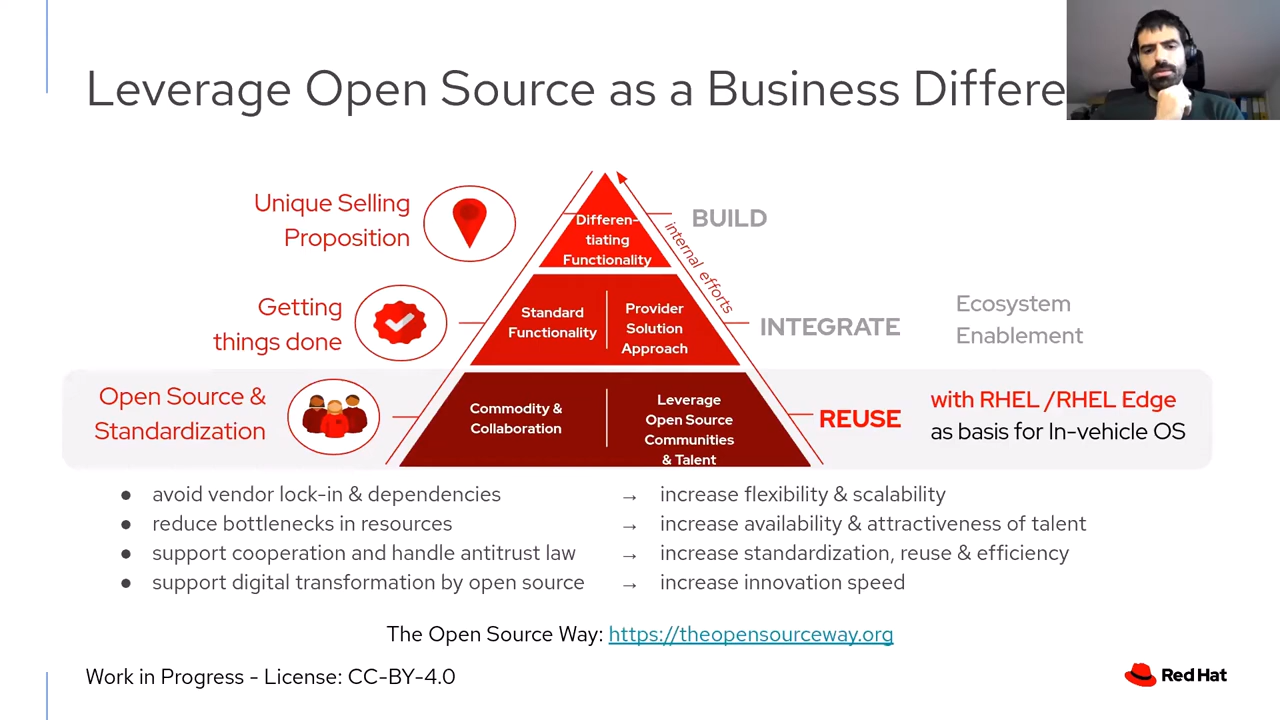 Leverage Open Source as a Business Differe
Unique Selling
Proposition
Differen-
tiating
Functionality
BUILD
internal efforts
Getting
things done
Standard
Functionality
Provider
Solution
Approach
INTEGRATE
Ecosystem
Enablement
Open Source &
Standardization
Commodity &
Collaboration
Leverage
Open Source
Communities
& Talent
REUSE
with RHEL /RHEL Edge
as basis for In-vehicle OS
● avoid vendor lock-in & dependencies → increase flexibility & scalability
● reduce bottlenecks in resources → increase availability & attractiveness of talent
● support cooperation and handle antitrust law → increase standardization, reuse & efficiency
● support digital transformation by open source → increase innovation speed
The Open Source Way: https://theopensourceway.org
Work in Progress - License: CC-BY-4.0
Red Hat